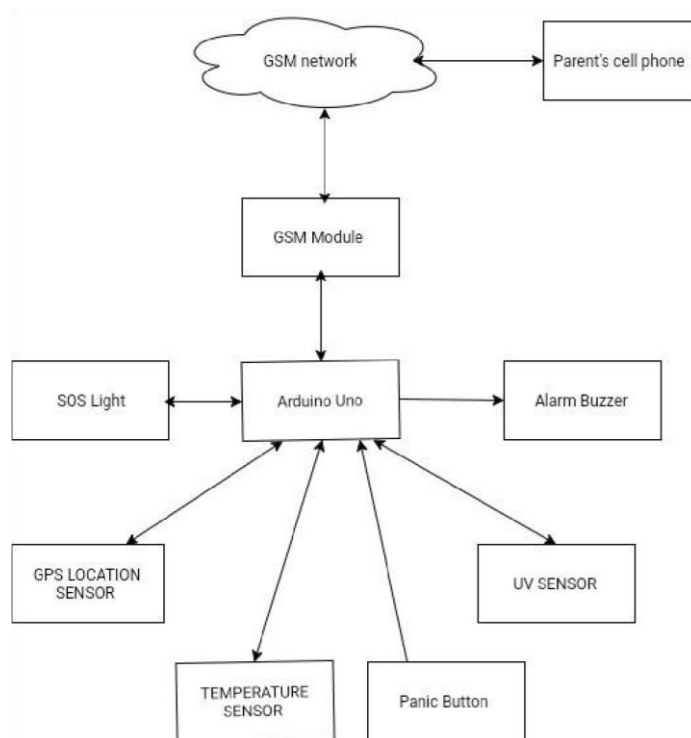 GSM network
Parent's cell phone
GSM Module
SOS Light
Arduino Uno
Alarm Buzzer
GPS LOCATION
SENSOR
UV SENSOR
TEMPERATURE
SENSOR
Panic Button